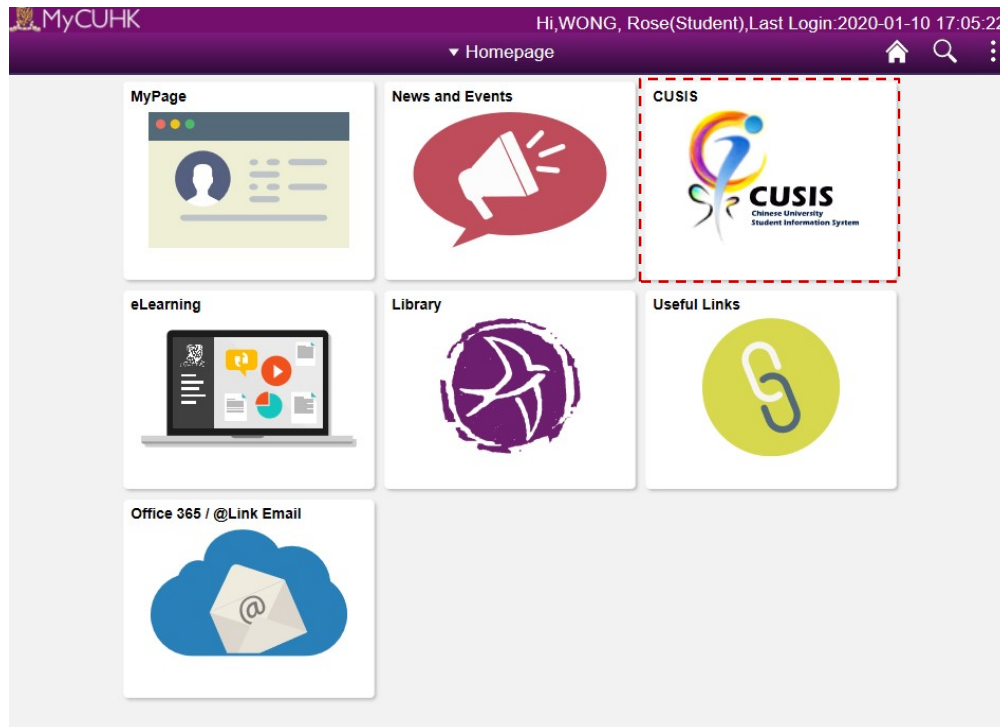 MyCUHK
Hi,WONG, Rose(Student),Last Login:2020-01-10 17:05:22
Homepage
MyPage
News and Events
CUSIS
CUSIS
Chinese University
Student Information System
eLearning
Library
Useful Links
Office 365 / @Link Email
@